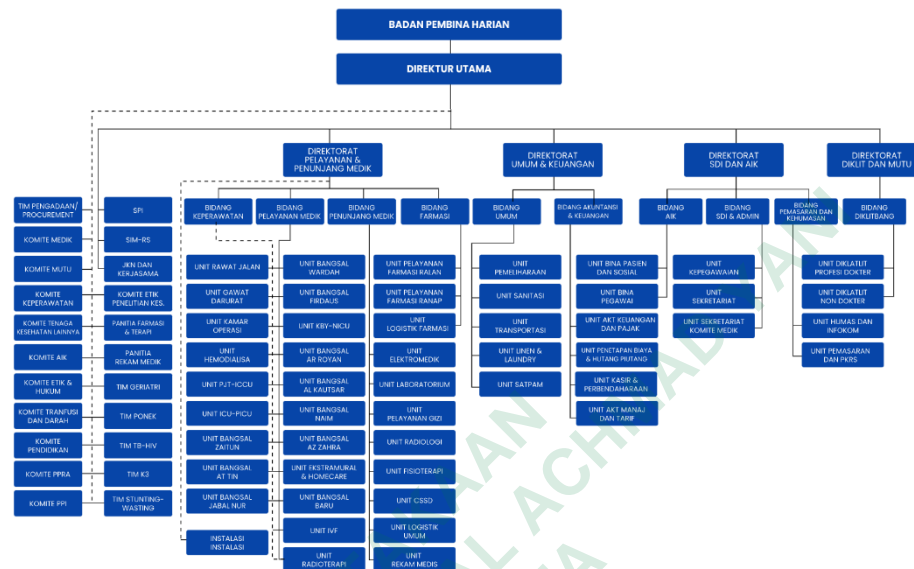 BADAN PEMBINA HARIAN
DIREKTUR UTAMA
DIREKTORAT
PELAYANAN &
PENUNJANG MEDIK
DIREKTORAT
UMUM & KEUANGAN
DIREKTORAT
SDI DAN AIK
DIREKTORAT
DIKLIT DAN MUTU
TIM PENGADAAN/
PROCUREMENT
SPI
BIDANG
KEPERAWATAN
BIDANG
PELAYANAN MEDIK
BIDANG
PENUNJANG MEDIK
BIDANG
FARMASI
BIDANG
UMUM
BIDANG AKUNTANSI
& KEUANGAN
BIDANG
AIK
BIDANG
SDI & ADMIN
BIDANG
PEMASARAN DAN
KEHUMASAN
BIDANG
DIKLITBANG
KOMITE MEDIK
SIM-RS
KOMITE MUTU
JKN DAN
KERJASAMA
KOMITE
KEPERAWATAN
KOMITE ETIK
PENELITIAN KES.
KOMITE TENAGA
KESEHATAN LAINNYA
PANITIA FARMASI
& TERAPI
KOMITE AIK
PANITIA
REKAM MEDIK
KOMITE ETIK &
HUKUM
TIM GERIATRI
KOMITE TRANFUSI
DAN DARAH
TIM PONEK
KOMITE
PENDIDIKAN
TIM TB-HIV
KOMITE PPRA
TIM K3
KOMITE PPI
TIM STUNTING-
WASTING
UNIT RAWAT JALAN
UNIT GAWAT
DARURAT
UNIT KAMAR
OPERASI
UNIT
HEMODIALISA
UNIT PJT-ICCU
UNIT ICU-PICU
UNIT BANGSAL
ZAITUN
UNIT BANGSAL
AT TIN
UNIT BANGSAL
JABAL NUR
INSTALASI
INSTALASI
UNIT BANGSAL
WARDAH
UNIT BANGSAL
FIRDAUS
UNIT KBY-NICU
UNIT BANGSAL
AR ROYAN
UNIT BANGSAL
AL KAUTSAR
UNIT BANGSAL
NAIM
UNIT BANGSAL
AZ ZAHRA
UNIT EKSTRAMURAL
& HOMECARE
UNIT BANGSAL
BARU
UNIT IVF
UNIT
RADIOTERAPI
UNIT PELAYANAN
FARMASI RALAN
UNIT PELAYANAN
FARMASI RANAP
UNIT
LOGISTIK FARMASI
UNIT
ELEKTROMEDIK
UNIT LABORATORIUM
UNIT
PELAYANAN GIZI
UNIT RADIOLOGI
UNIT FISIOTERAPI
UNIT CSSD
UNIT LOGISTIK
UMUM
UNIT
REKAM MEDIS
UNIT
PEMELIHARAAN
UNIT SANITASI
UNIT
TRANSPORTASI
UNIT LINEN &
LAUNDRY
UNIT SATPAM
UNIT BINA PASIEN
DAN SOSIAL
UNIT BINA
PEGAWAI
UNIT AKT KEUANGAN
DAN PAJAK
UNIT PENETAPAN BIAYA
& HUTANG PIUTANG
UNIT KASIR &
PERBENDAHARAAN
UNIT AKT MANAJ
DAN TARIF
UNIT
KEPEGAWAIAN
UNIT
SEKRETARIAT
UNIT SEKRETARIAT
KOMITE MEDIK
UNIT DIKLATLIT
PROFESI DOKTER
UNIT DIKLATLIT
NON DOKTER
UNIT HUMAS DAN
INFOKOM
UNIT PEMASARAN
DAN PKRS